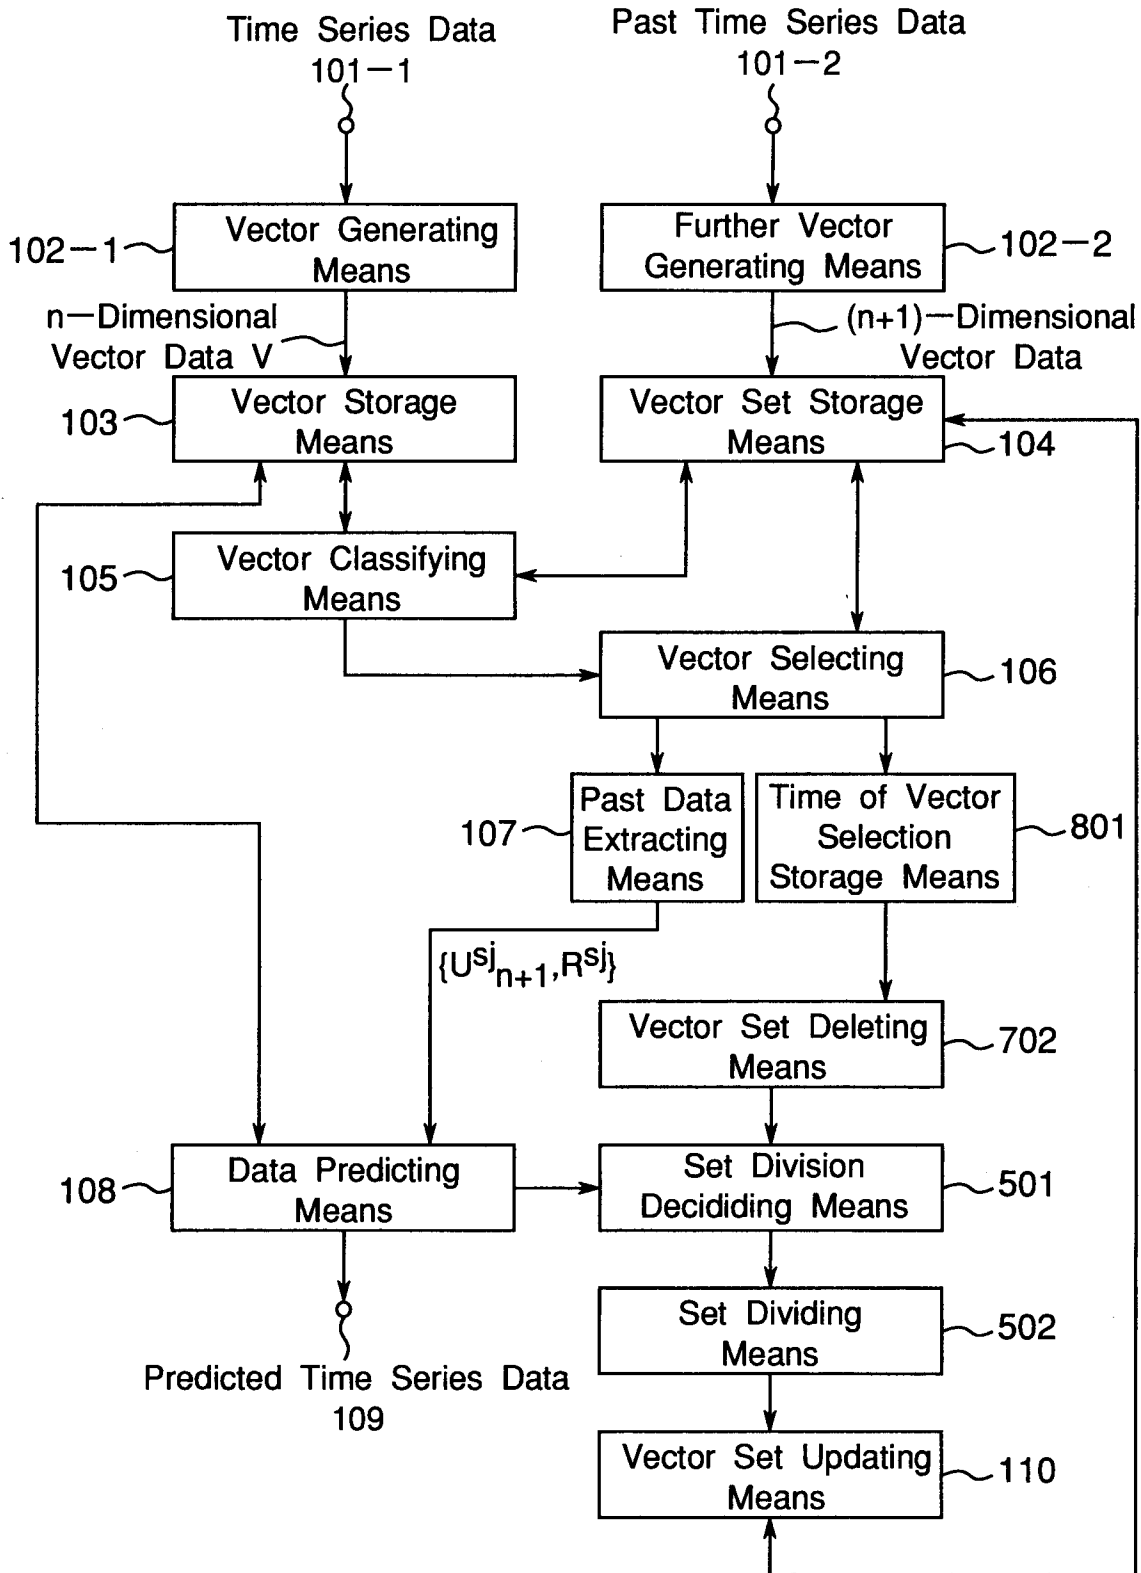 Time Series Data
101-1
Past Time Series Data
101-2
Vector Generating
Means
102-1
Further Vector
Generating Means
102-2
n-Dimensional
Vector Data V
(n+1)-Dimensional
Vector Data
Vector Storage
Means
103
Vector Set Storage
Means
104
Vector Classifying
Means
105
Vector Selecting
Means
106
Past Data
Extracting
Means
107
Time of Vector
Selection
Storage Means
801
{U^sj_n+1,R^sj}
Vector Set Deleting
Means
702
Data Predicting
Means
108
Set Division
Decididing Means
501
Set Dividing
Means
502
Predicted Time Series Data
109
Vector Set Updating
Means
110